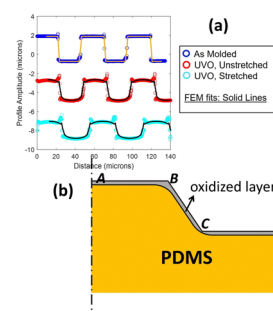 (a)
4
2
0
-2
-4
-6
-8
-10
Profile Amplitude (microns)
0 20 40 60 80 100 120 140
Distance (microns)
As Molded
UVO, Unstretched
UVO, Stretched
FEM fits: Solid Lines
(b)
A
B
oxidized layer
C
PDMS